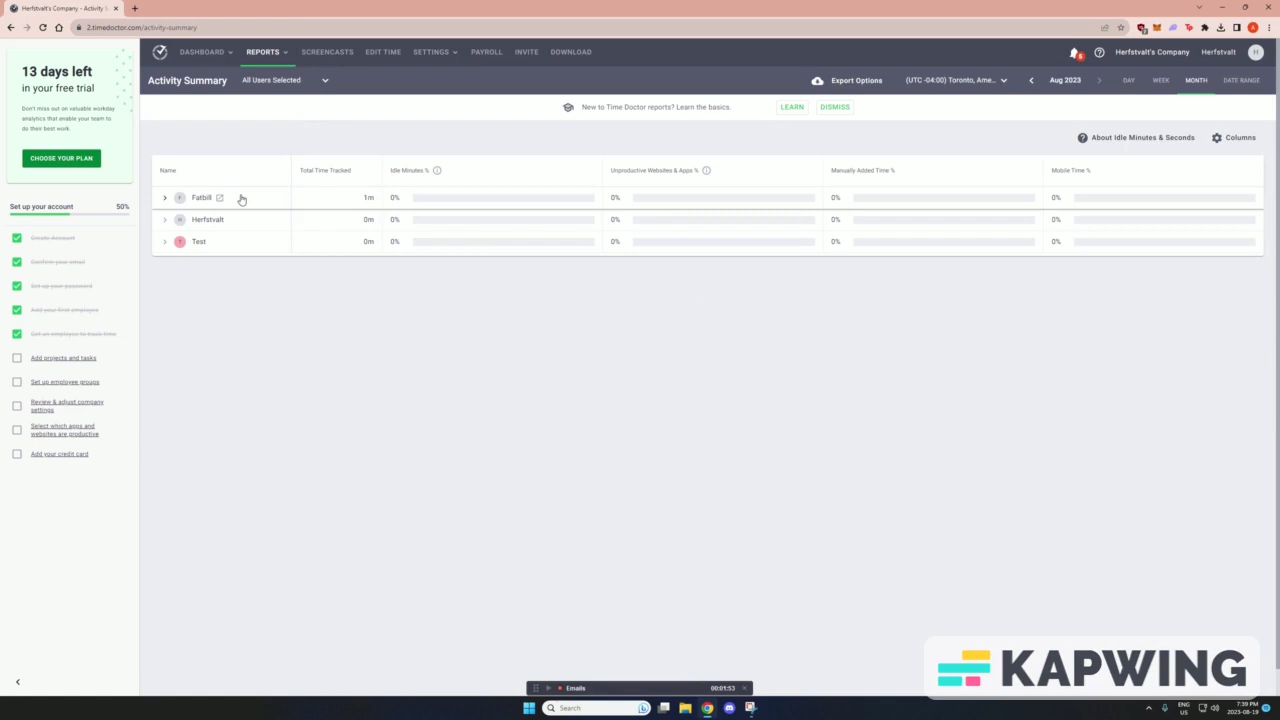 Herfstvalt's Company - Activity S
2.timedoctor.com/activity-summary
13 days left
in your free trial
Don't miss out on valuable workday
analytics that enable your team to
do their best work.
CHOOSE YOUR PLAN
Set up your account 50%
Create Account
Confirm your email
Set up your password
Add your first employee
Get an employee to track time
Add projects and tasks
Set up employee groups
Review & adjust company
settings
Select which apps and
websites are productive
Add your credit card
DASHBOARD REPORTS SCREENCASTS EDIT TIME SETTINGS PAYROLL INVITE DOWNLOAD
Herfstvalt's Company Herfstvalt H
Activity Summary All Users Selected Export Options (UTC -04:00) Toronto, Ame... Aug 2023 DAY WEEK MONTH DATE RANGE
New to Time Doctor reports? Learn the basics. LEARN DISMISS
About Idle Minutes & Seconds Columns
Name Total Time Tracked Idle Minutes % Unproductive Websites & Apps % Manually Added Time % Mobile Time %
F Fatbill 1m 0% 0% 0% 0%
H Herfstvalt 0m 0% 0% 0% 0%
T Test 0m 0% 0% 0% 0%
KAPWING
Emails 00:01:53
Search
ENG
US
7:39 PM
2025-08-19